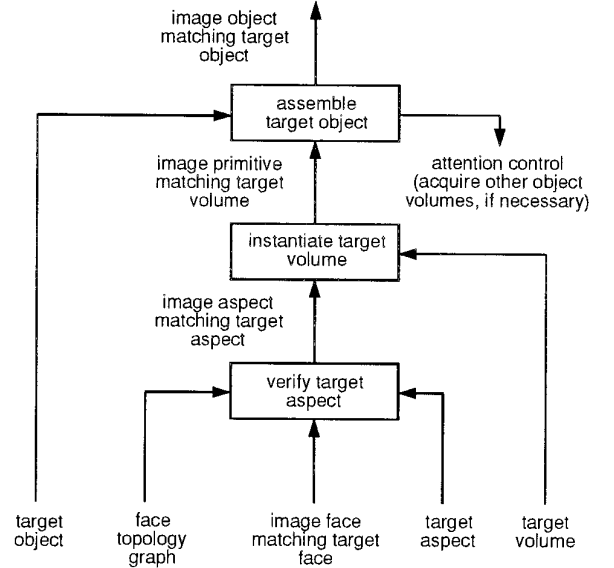 image object
matching target
object
assemble
target object
image primitive
matching target
volume
attention control
(acquire other object
volumes, if necessary)
instantiate target
volume
image aspect
matching target
aspect
verify target
aspect
target
object
face
topology
graph
image face
matching target
face
target
aspect
target
volume